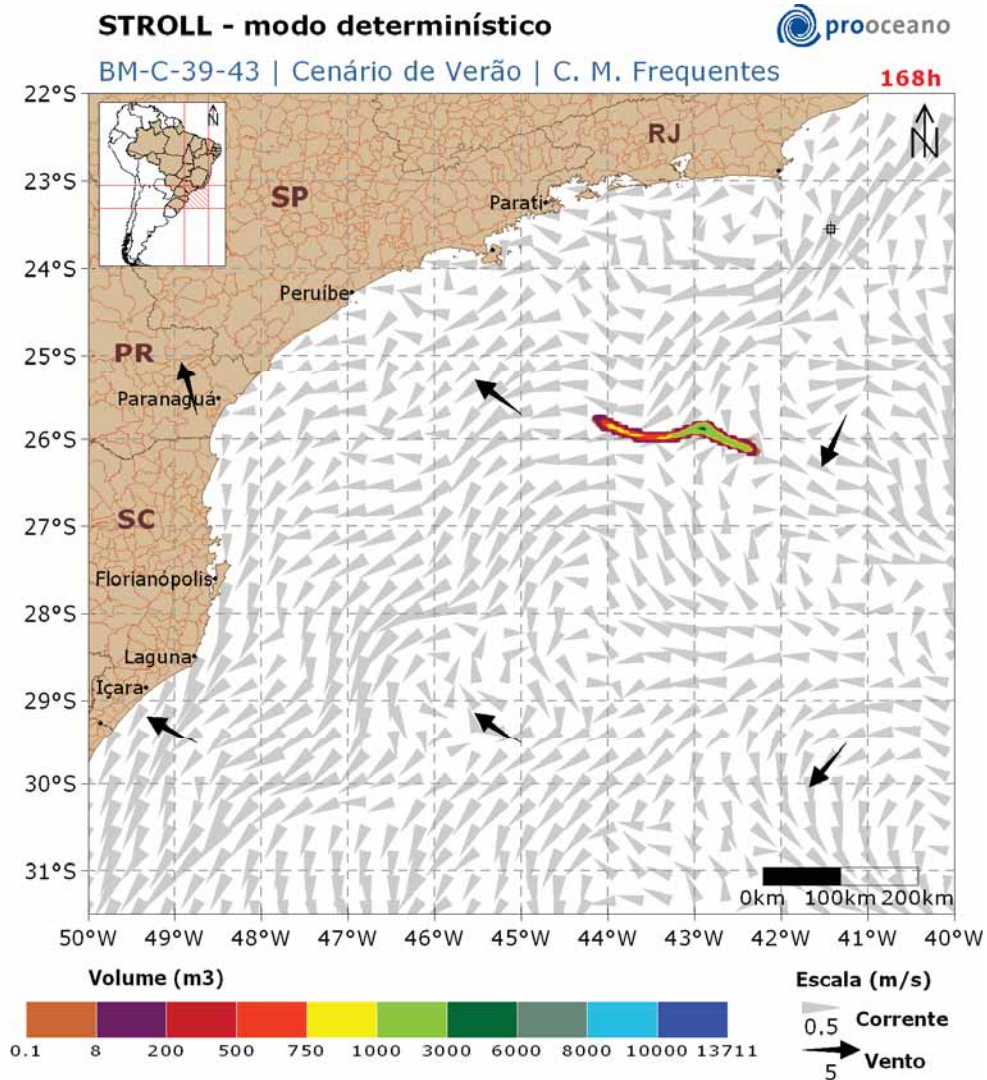 STROLL - modo determinístico
prooceano
BM-C-39-43 | Cenário de Verão | C. M. Frequentes
168h
22°S
23°S
24°S
25°S
26°S
27°S
28°S
29°S
30°S
31°S
N
N
RJ
SP
Parati
Peruíbe
PR
Paranaguá
SC
Florianópolis
Laguna
Içara
0km 100km 200km
50°W 49°W 48°W 47°W 46°W 45°W 44°W 43°W 42°W 41°W 40°W
Volume (m3)
0.1 8 200 500 750 1000 3000 6000 8000 10000 13711
Escala (m/s)
0.5 Corrente
5 Vento